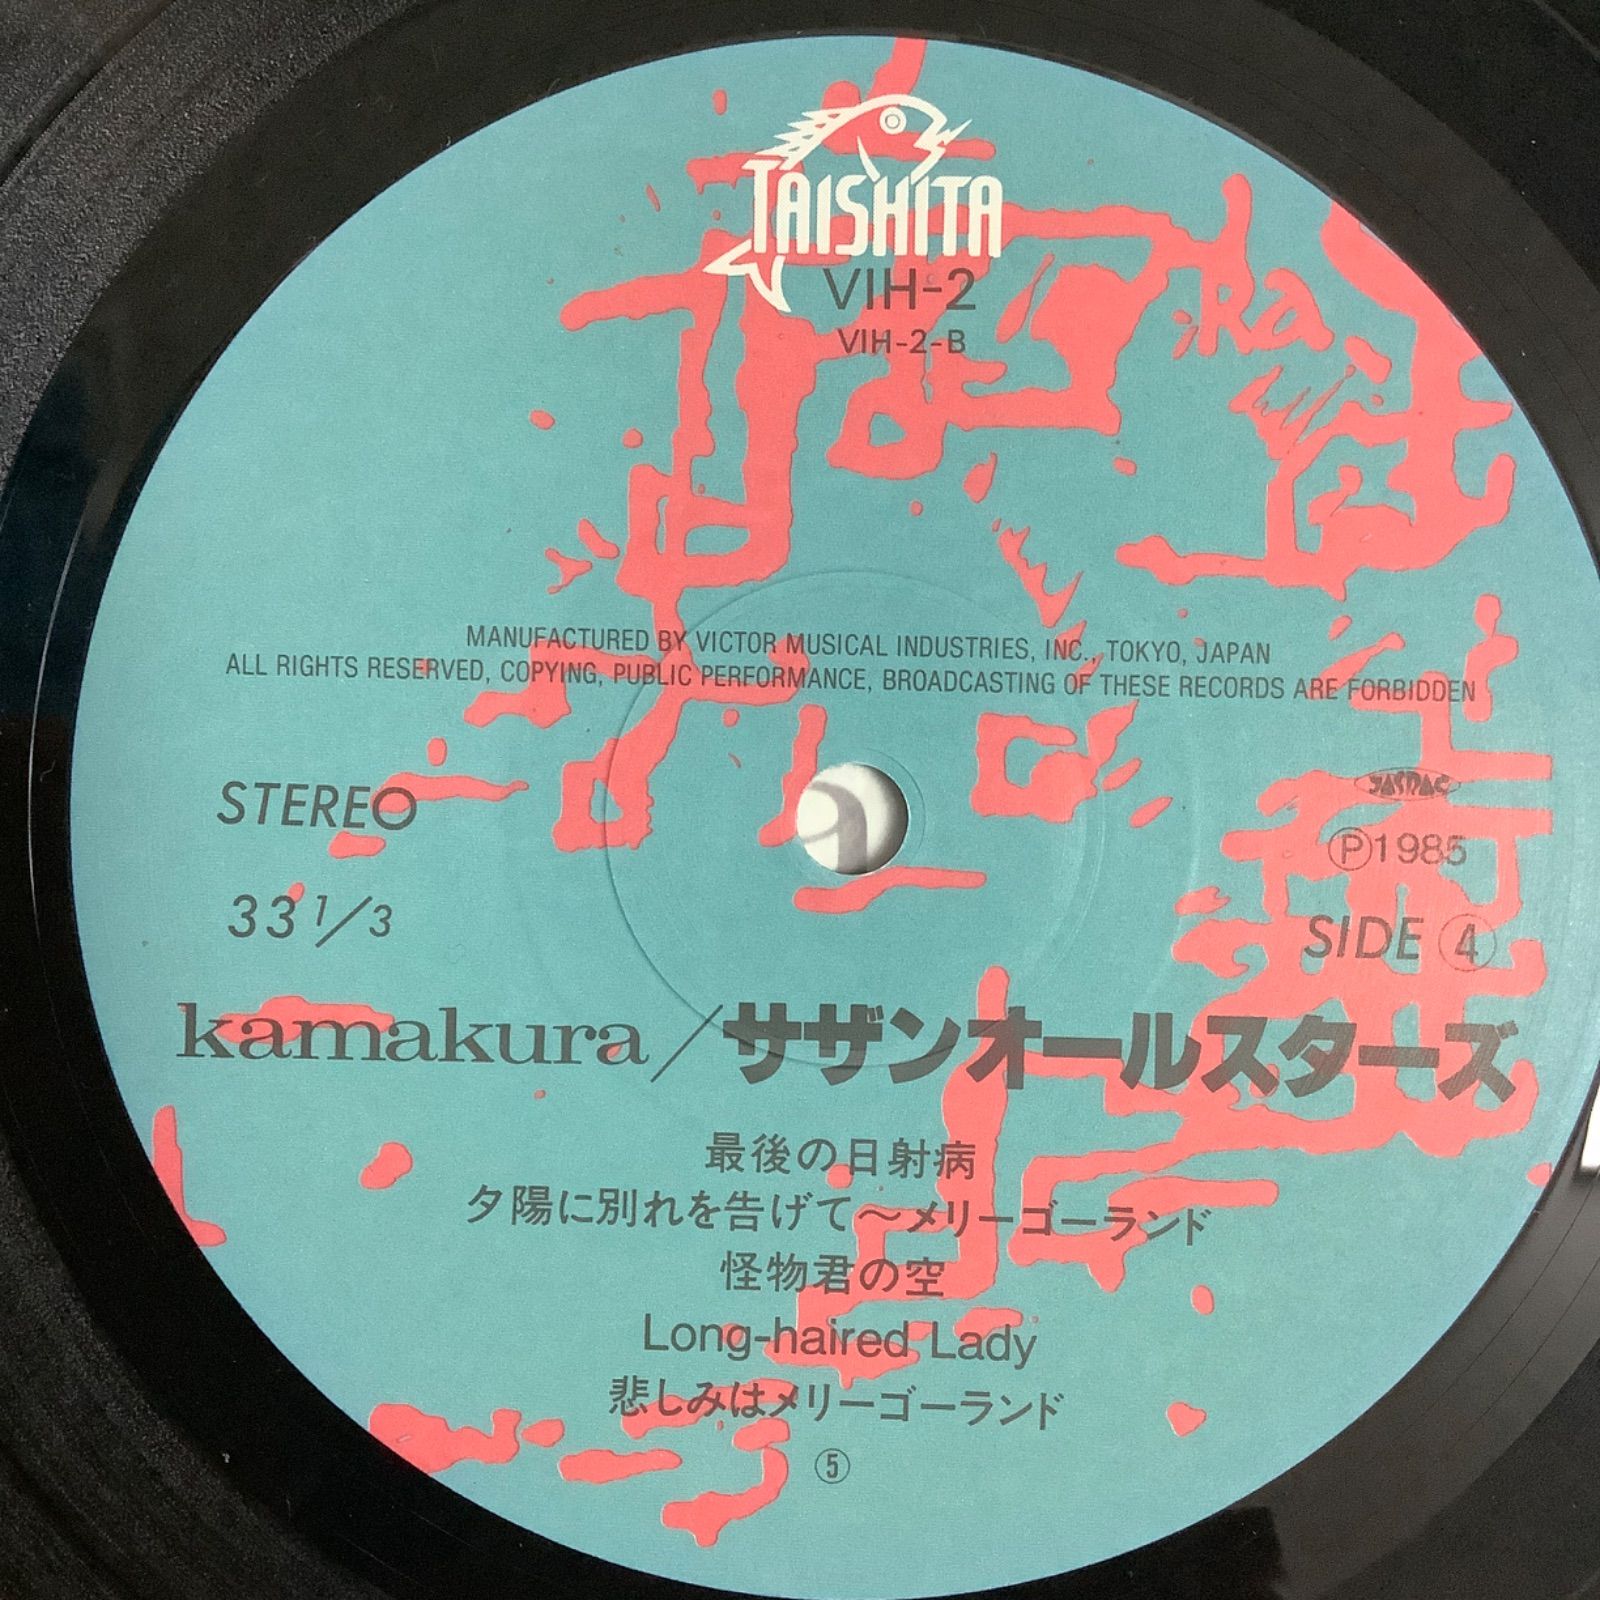 TAISHITA
VIH-2
VIH-2-B
MANUFACTURED BY VICTOR MUSICAL INDUSTRIES, INC., TOKYO, JAPAN
ALL RIGHTS RESERVED, COPYING, PUBLIC PERFORMANCE, BROADCASTING OF THESE RECORDS ARE FORBIDDEN
STEREO
JASRAC
Ⓟ1985
33 1/3
SIDE ④
kamakura/サザンオールスターズ
最後の日射病
夕陽に別れを告げて〜メリーゴーランド
怪物君の空
Long-haired Lady
悲しみはメリーゴーランド
⑤